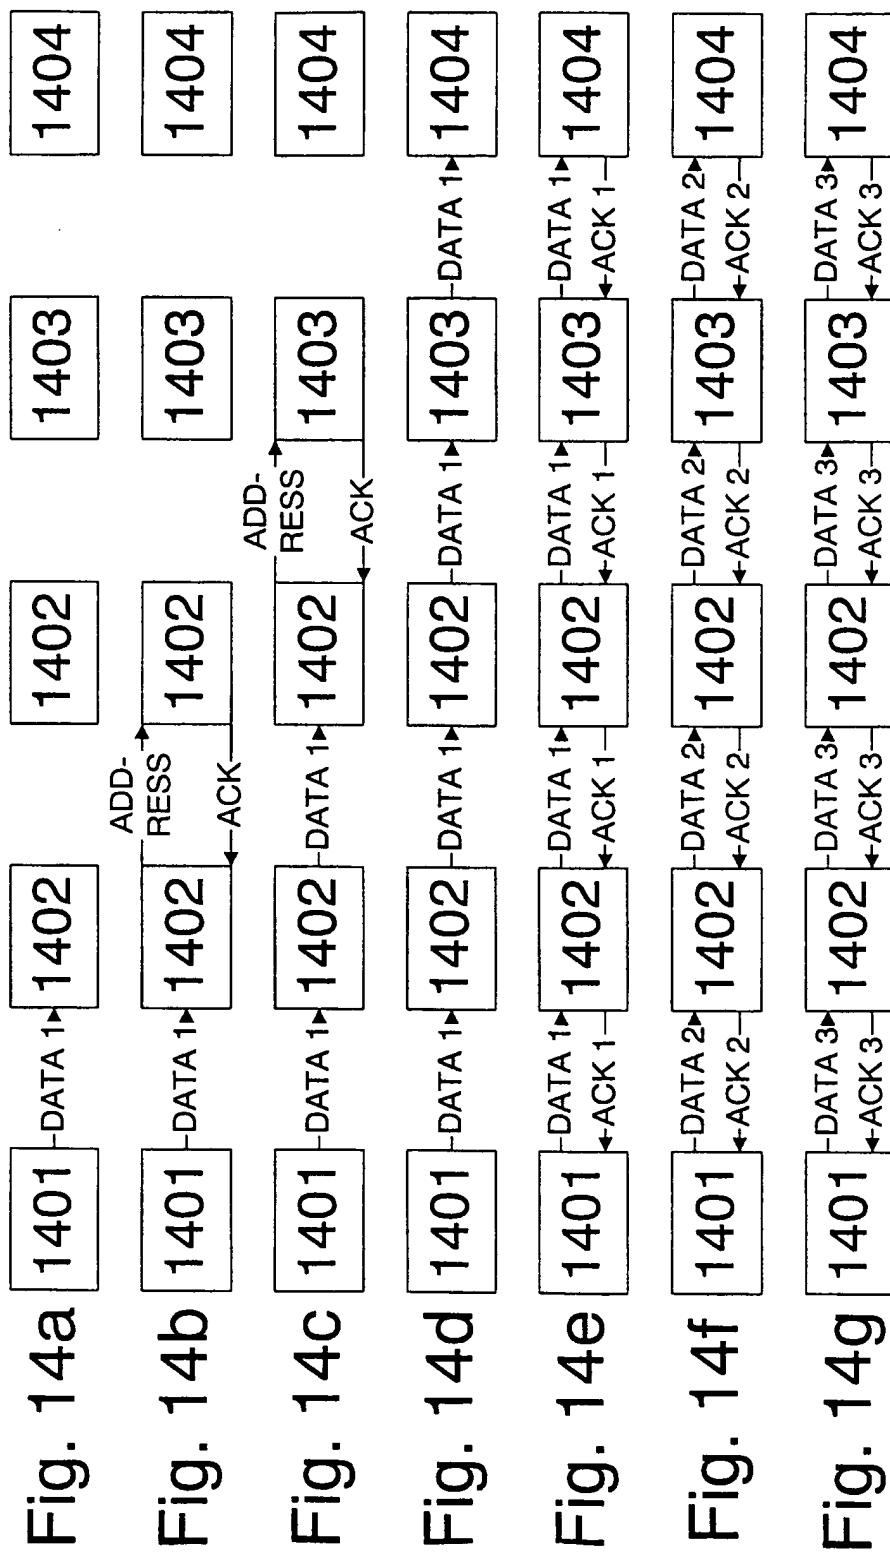 Fig. 14a 1401 DATA 1 1402 1402 1403 1404
Fig. 14b 1401 DATA 1 1402 ADD-
RESS ACK 1402 1403 1404
Fig. 14c 1401 DATA 1 1402 DATA 1 1402 ADD-
RESS ACK 1403 1404
Fig. 14d 1401 DATA 1 1402 DATA 1 1402 DATA 1 1403 DATA 1 1404
Fig. 14e 1401 DATA 1 ACK 1 1402 DATA 1 ACK 1 1402 DATA 1 ACK 1 1403 DATA 1 ACK 1 1404
Fig. 14f 1401 DATA 2 ACK 2 1402 DATA 2 ACK 2 1402 DATA 2 ACK 2 1403 DATA 2 ACK 2 1404
Fig. 14g 1401 DATA 3 ACK 3 1402 DATA 3 ACK 3 1402 DATA 3 ACK 3 1403 DATA 3 ACK 3 1404